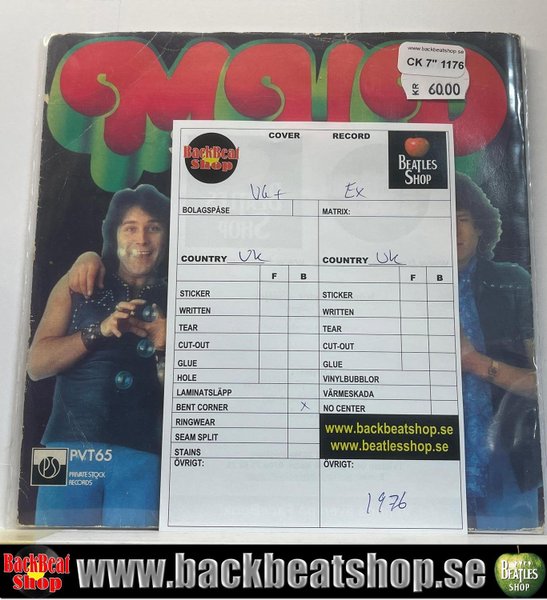 MUD
www.backbeatshop.se
CK 7" 1176
KR 60.00
COVER RECORD
BackBeat
Shop
BEATLES
SHOP
VG+ Ex
BOLAGSPÅSE MATRIX:
COUNTRY UK COUNTRY UK
F B F B
STICKER STICKER
WRITTEN WRITTEN
TEAR TEAR
CUT-OUT CUT-OUT
GLUE GLUE
HOLE VINYLBUBBLOR
LAMINATSLÄPP VÄRMESKADA
BENT CORNER X NO CENTER
RINGWEAR
SEAM SPLIT
STAINS
www.backbeatshop.se
www.beatlesshop.se
ÖVRIGT: ÖVRIGT:
1976
PS
PVT65
PRIVATE STOCK
RECORDS
BackBeat
Shop
www.backbeatshop.se
BEATLES
SHOP